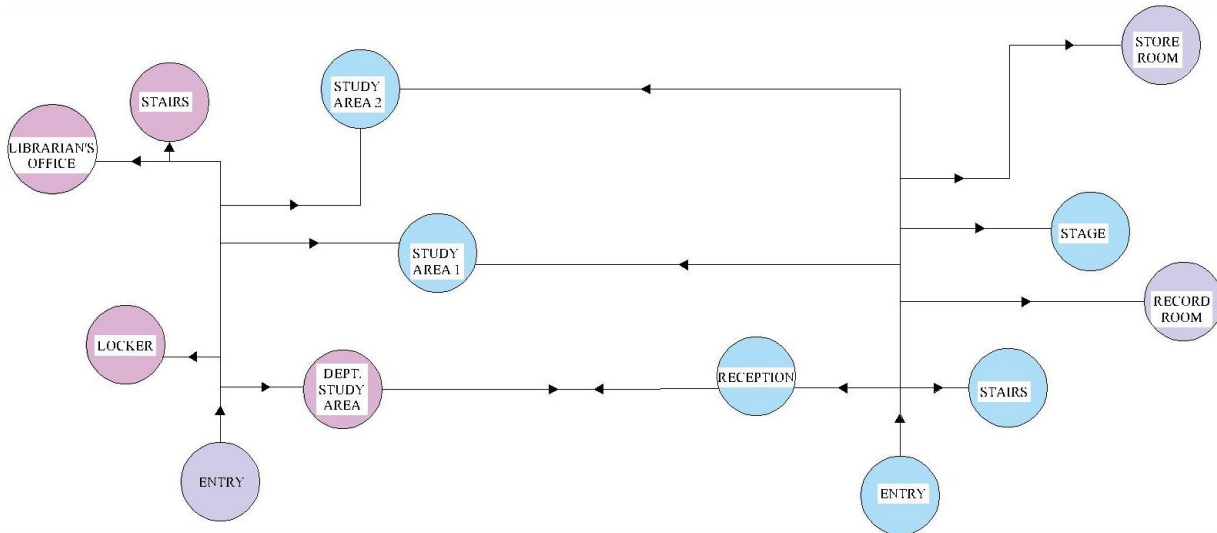 STORE
ROOM
STUDY
AREA 2
STAIRS
LIBRARIAN'S
OFFICE
STAGE
STUDY
AREA 1
RECORD
ROOM
LOCKER
DEPT.
STUDY
AREA
RECEPTION
STAIRS
ENTRY
ENTRY